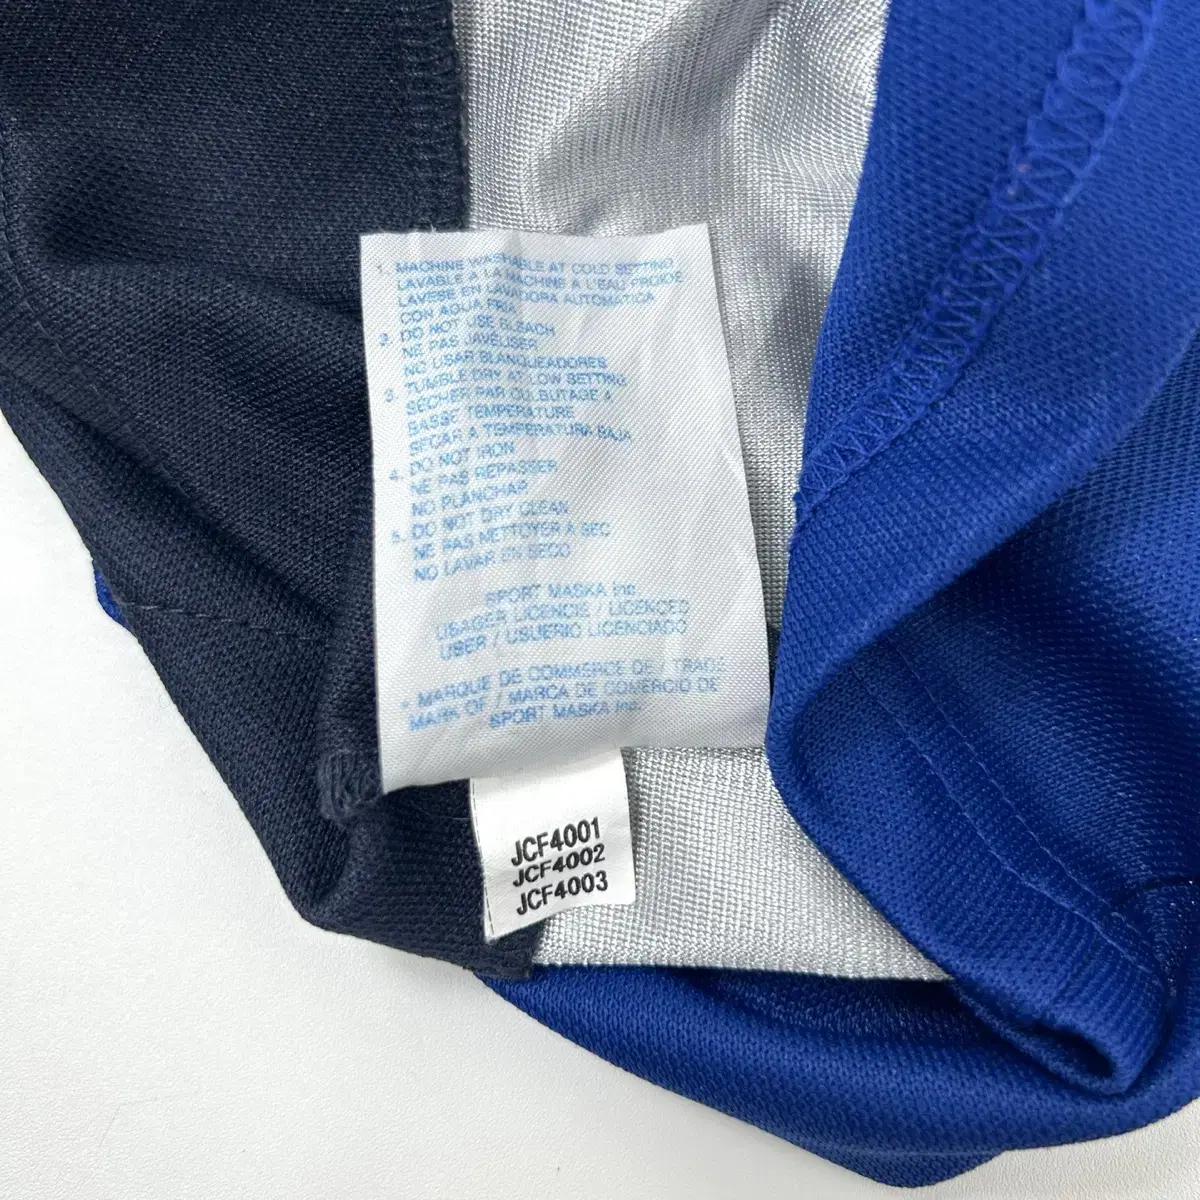 1. MACHINE WASHABLE AT COLD SETTING
LAVABLE A LA MACHINE A L'EAU FROIDE
LAVESE EN LAVADORA AUTOMATICA
CON AGUA FRIA
2. DO NOT USE BLEACH
NE PAS JAVELISER
NO USAR BLANQUEADORES
3. TUMBLE DRY AT LOW SETTING
SECHER PAR CULBUTAGE A
BASSE TEMPERATURE
SECAR A TEMPERATURA BAJA
4. DO NOT IRON
NE PAS REPASSER
NO PLANCHAR
5. DO NOT DRY CLEAN
NE PAS NETTOYER A SEC
NO LAVAR EN SECO
SPORT MASKA Inc.
USAGER LICENCIE / LICENCED
USER / USUERIO LICENCIADO
* MARQUE DE COMMERCE DE / TRADE
MARK OF / MARCA DE COMERCIO DE
SPORT MASKA Inc.
JCF4001
JCF4002
JCF4003